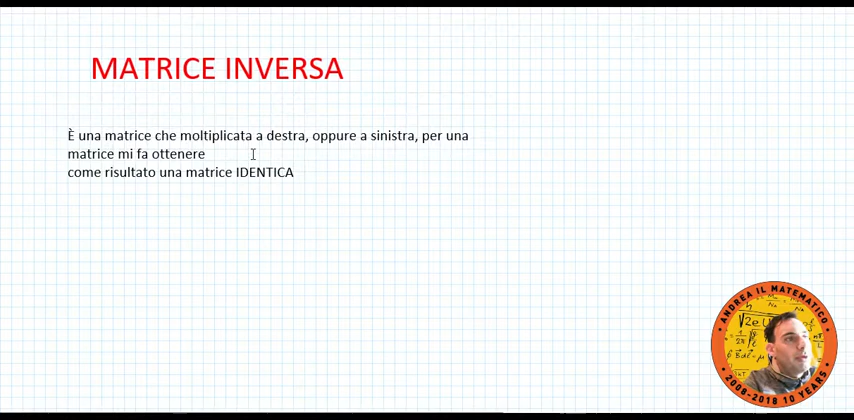 MATRICE INVERSA
È una matrice che moltiplicata a destra, oppure a sinistra, per una
matrice mi fa ottenere
come risultato una matrice IDENTICA
ANDREA IL MATEMATICO
2008-2018 10 YEARS